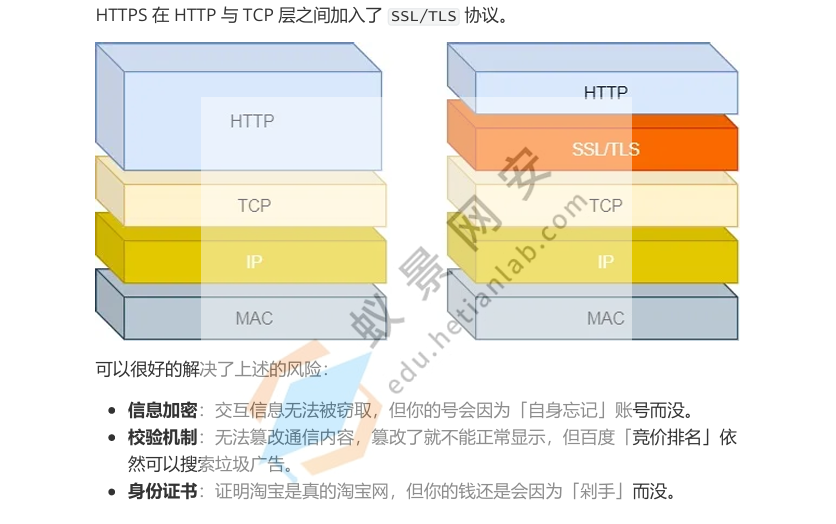 HTTPS 在 HTTP 与 TCP 层之间加入了 SSL/TLS 协议。
HTTP
TCP
IP
MAC
HTTP
SSL/TLS
TCP
IP
MAC
蚁景网安
edu.hetianlab.com
可以很好的解决了上述的风险：
信息加密：交互信息无法被窃取，但你的号会因为「自身忘记」账号而没。
校验机制：无法篡改通信内容，篡改了就不能正常显示，但百度「竞价排名」依
然可以搜索垃圾广告。
身份证书：证明淘宝是真的淘宝网，但你的钱还是会因为「剁手」而没。